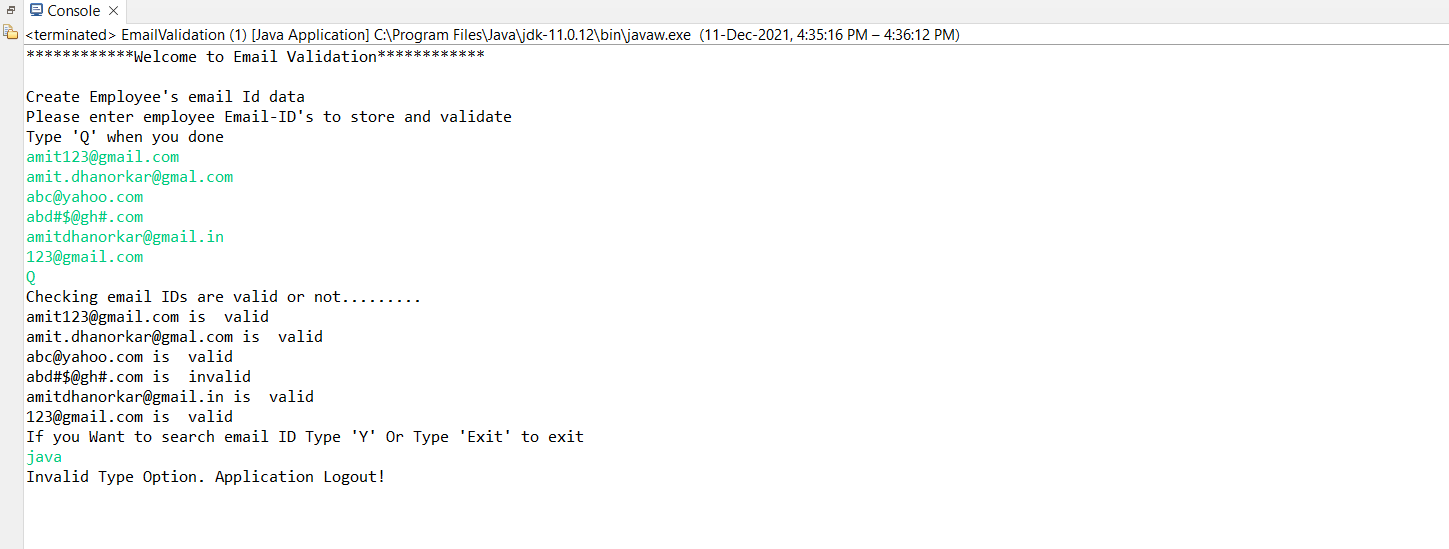 Console
<terminated> EmailValidation (1) [Java Application] C:\Program Files\Java\jdk-11.0.12\bin\javaw.exe (11-Dec-2021, 4:35:16 PM – 4:36:12 PM)
************Welcome to Email Validation************
Create Employee's email Id data
Please enter employee Email-ID's to store and validate
Type 'Q' when you done
amit123@gmail.com
amit.dhanorkar@gmal.com
abc@yahoo.com
abd#$@gh#.com
amitdhanorkar@gmail.in
123@gmail.com
Q
Checking email IDs are valid or not.........
amit123@gmail.com is  valid
amit.dhanorkar@gmal.com is  valid
abc@yahoo.com is  valid
abd#$@gh#.com is  invalid
amitdhanorkar@gmail.in is  valid
123@gmail.com is  valid
If you Want to search email ID Type 'Y' Or Type 'Exit' to exit
java
Invalid Type Option. Application Logout!